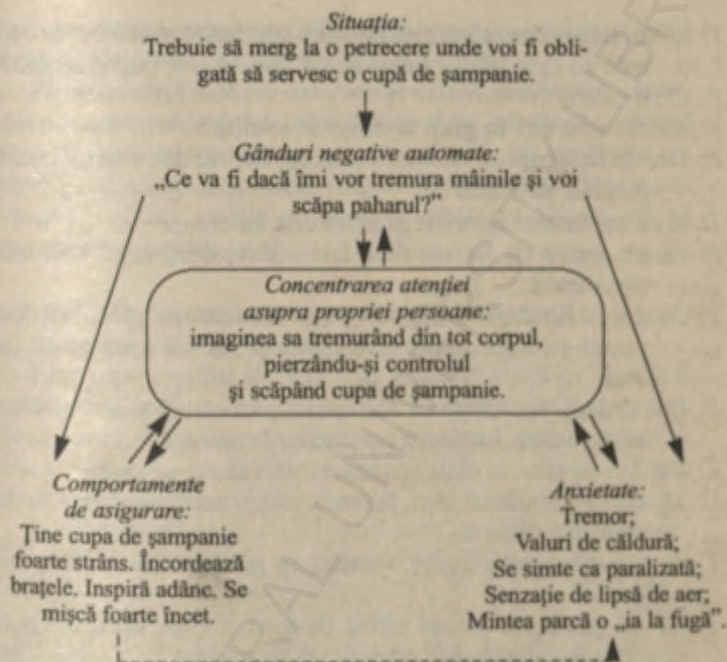 Situația:
Trebuie să merg la o petrecere unde voi fi obli-
gată să servesc o cupă de șampanie.
Gânduri negative automate:
„Ce va fi dacă îmi vor tremura mâinile și voi
scăpa paharul?”
Concentrarea atenției
asupra propriei persoane:
imaginea sa tremurând din tot corpul,
pierzându-și controlul
și scăpând cupa de șampanie.
Comportamente
de asigurare:
Ține cupa de șampanie
foarte strâns. Încordează
brațele. Inspiră adânc. Se
mișcă foarte încet.
Anxietate:
Tremor;
Valuri de căldură;
Se simte ca paralizată;
Senzație de lipsă de aer;
Mintea parcă o „ia la fugă”.